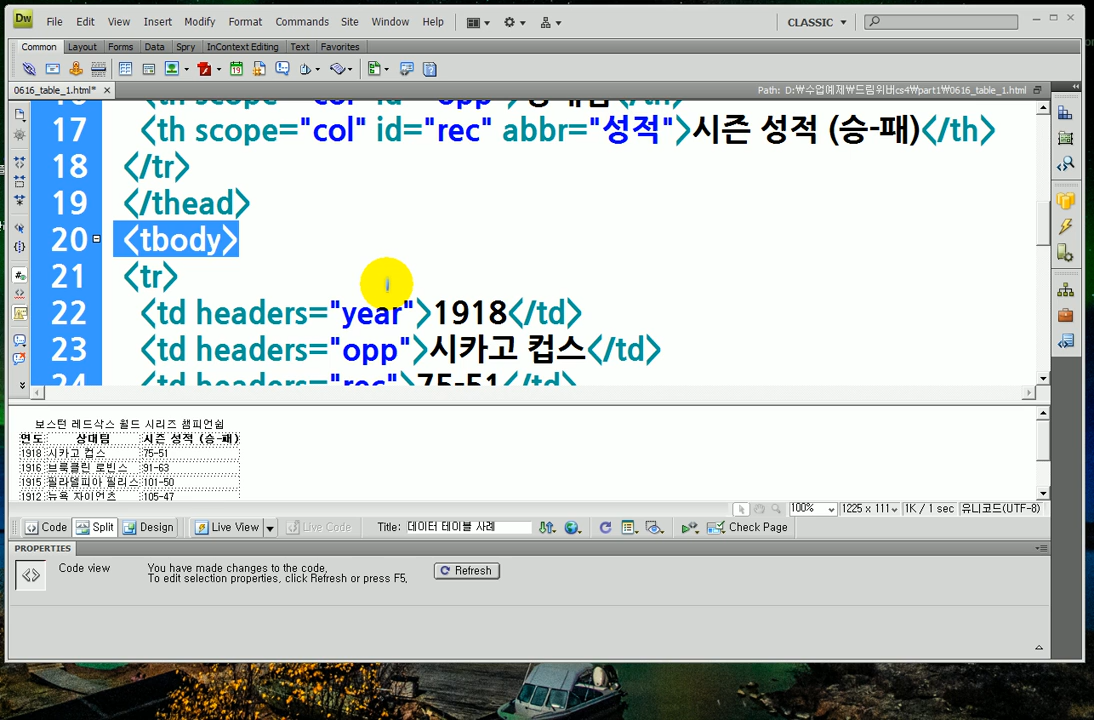 Dw File Edit View Insert Modify Format Commands Site Window Help CLASSIC
Common Layout Forms Data Spry InContext Editing Text Favorites
0616_table_1.html* Path: D:₩수업예제₩드림위버cs4₩part1₩0616_table_1.html
17 <th scope="col" id="rec" abbr="성적">시즌 성적 (승-패)</th>
18 </tr>
19 </thead>
20 <tbody>
21 <tr>
22 <td headers="year">1918</td>
23 <td headers="opp">시카고 컵스</td>
24 <td headers="rec">75-51</td>
보스턴 레드삭스 월드 시리즈 챔피언쉽
연도 상대팀 시즌 성적 (승-패)
1918 시카고 컵스 75-51
1916 브룩클린 로빈스 91-63
1915 필라델피아 필리스 101-50
1912 뉴욕 자이언츠 105-47
100% 1225 x 111 1K / 1 sec 유니코드(UTF-8)
Code Split Design Live View Live Code Title: 데이터 테이블 사례 Check Page
PROPERTIES
Code view You have made changes to the code, Refresh
To edit selection properties, click Refresh or press F5,